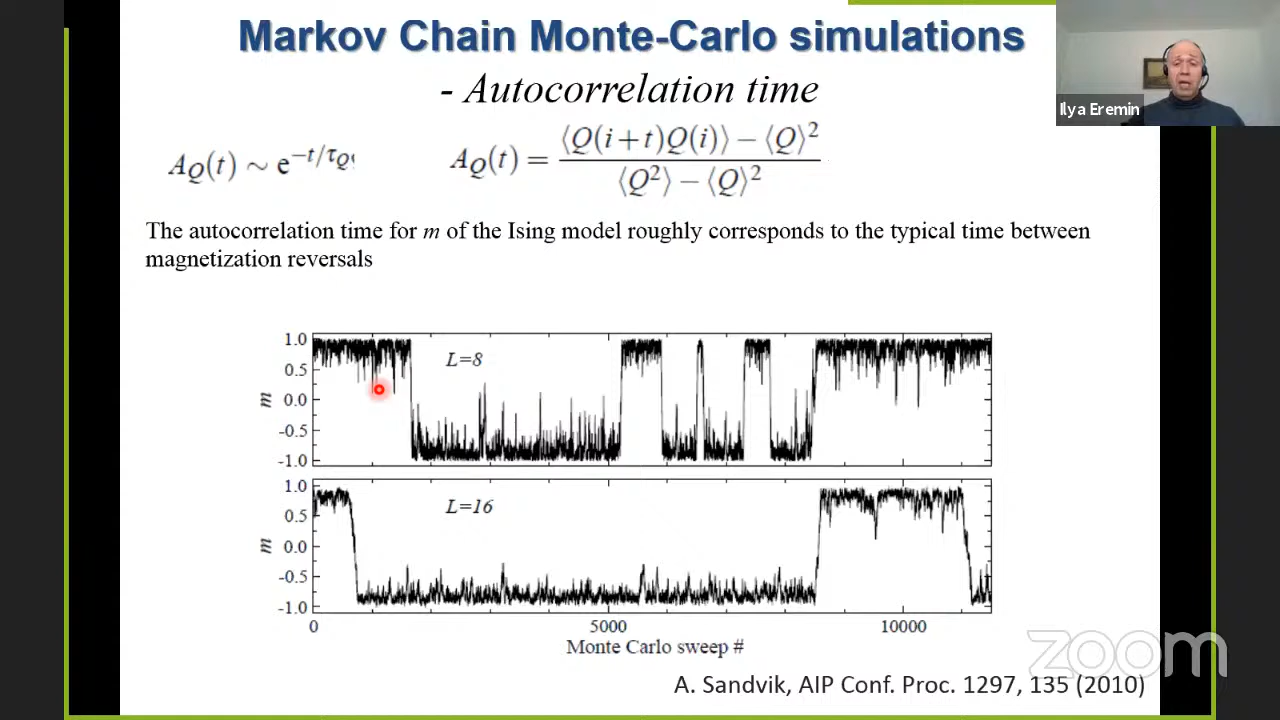 Markov Chain Monte-Carlo simulations
- Autocorrelation time
Ilya Eremin
A_Q(t) ∼ e^{-t/τ_Q}
A_Q(t) = (⟨Q(i+t)Q(i)⟩ − ⟨Q⟩²) / (⟨Q²⟩ − ⟨Q⟩²)
The autocorrelation time for m of the Ising model roughly corresponds to the typical time between
magnetization reversals
1.0
0.5
0.0
-0.5
-1.0
m
L=8
1.0
0.5
0.0
-0.5
-1.0
m
L=16
0 5000 10000
Monte Carlo sweep #
zoom
A. Sandvik, AIP Conf. Proc. 1297, 135 (2010)